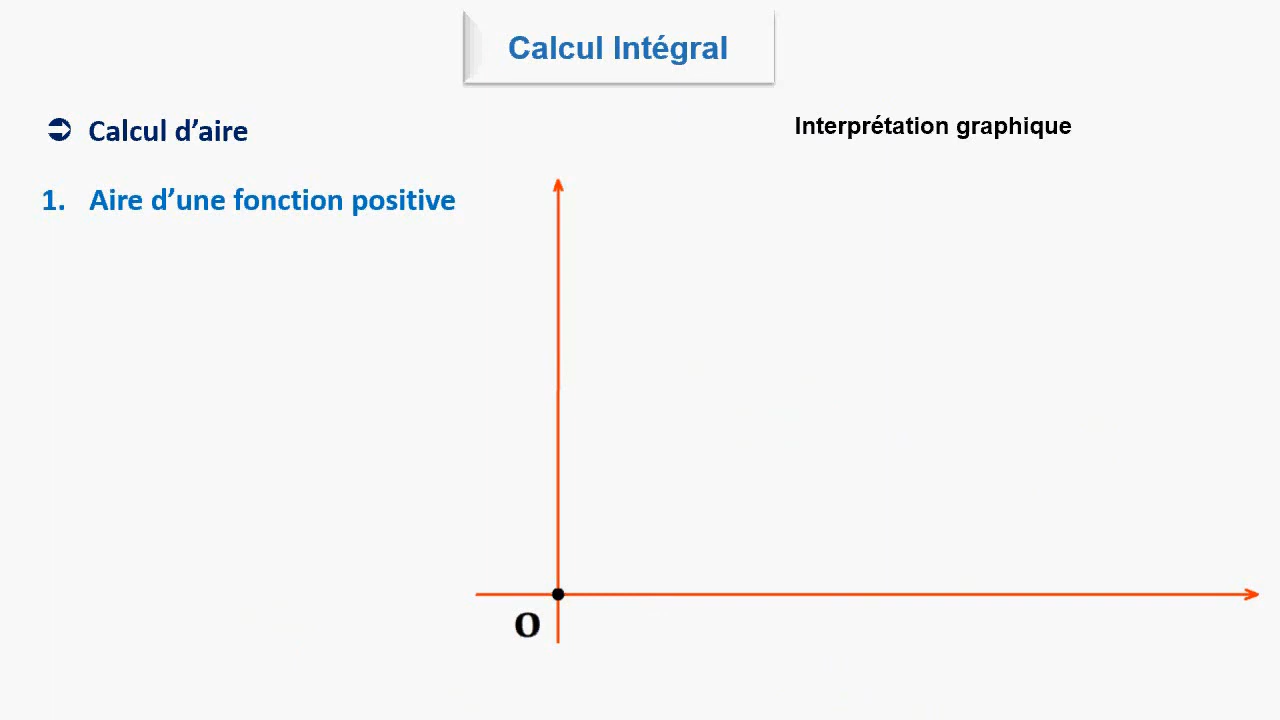 Calcul Intégral
➲ Calcul d’aire
Interprétation graphique
1. Aire d’une fonction positive
O